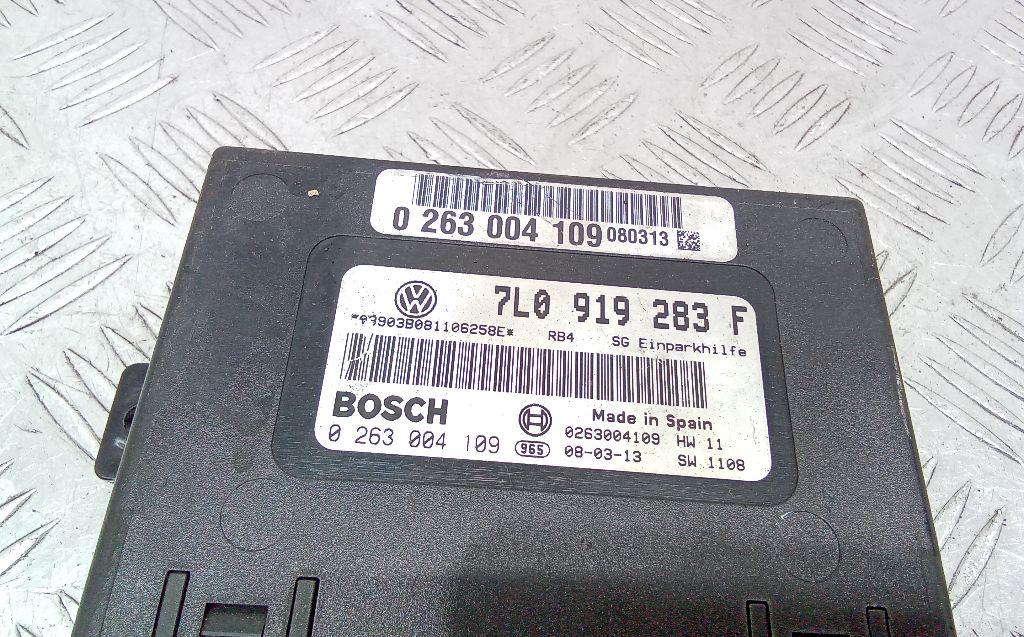 0 263 004 109 080313
7L0 919 283 F
*99903B081106258E* RB4 SG Einparkhilfe
BOSCH Made in Spain
0263004109 HW 11
0 263 004 109 965 08-03-13 SW 1108